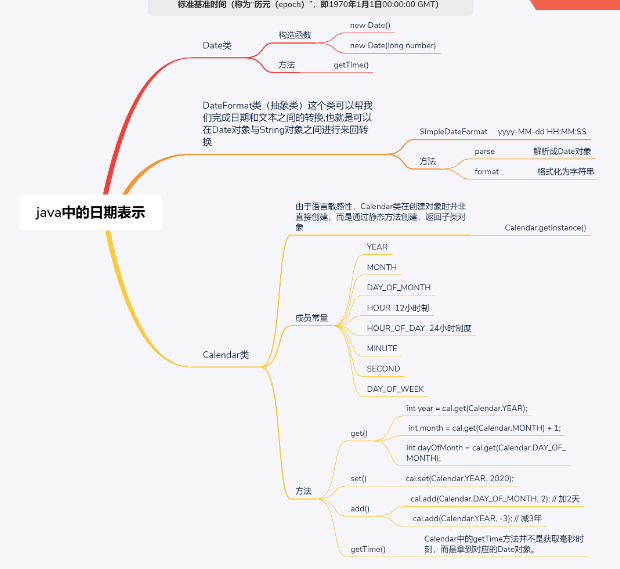 标准基准时间（称为“历元（epoch）”，即1970年1月1日00:00:00 GMT)
java中的日期表示
Date类
构造函数
new Date()
new Date(long number)
方法
getTime()
DateFormat类（抽象类）这个类可以帮我
们完成日期和文本之间的转换,也就是可以
在Date对象与String对象之间进行来回转
换
SimpleDateFormat yyyy-MM-dd HH:MM:SS
方法
parse 解析成Date对象
format 格式化为字符串
Calendar类
由于语言敏感性，Calendar类在创建对象时并非
直接创建，而是通过静态方法创建，返回子类对
象
Calendar.getInstance()
成员常量
YEAR
MONTH
DAY_OF_MONTH
HOUR 12小时制
HOUR_OF_DAY 24小时制度
MINUTE
SECOND
DAY_OF_WEEK
方法
get()
int year = cal.get(Calendar.YEAR);
int month = cal.get(Calendar.MONTH) + 1;
int dayOfMonth = cal.get(Calendar.DAY_OF_
MONTH);
set()
cal.set(Calendar.YEAR, 2020);
add()
cal.add(Calendar.DAY_OF_MONTH, 2); // 加2天
cal.add(Calendar.YEAR, -3); // 减3年
getTime()
Calendar中的getTime方法并不是获取毫秒时
刻，而是拿到对应的Date对象。